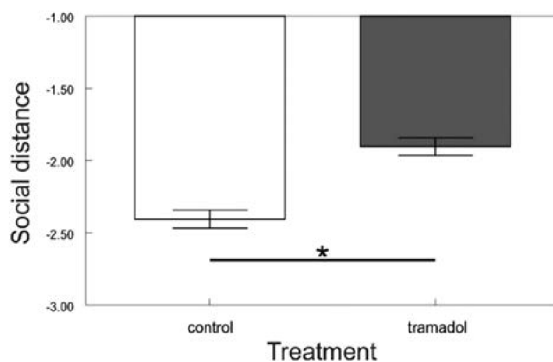 -1.00
-1.50
-2.00
-2.50
-3.00
Social distance
*
control tramadol
Treatment